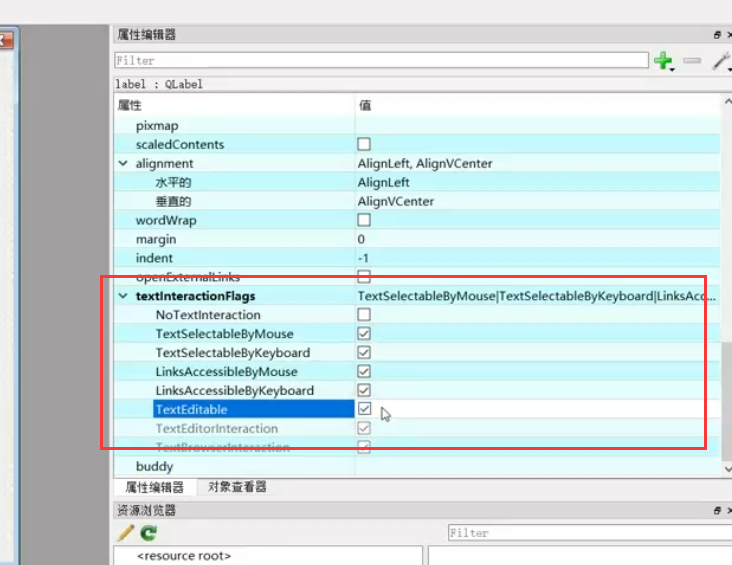 属性编辑器
Filter
label : QLabel
属性 值
pixmap
scaledContents
alignment AlignLeft, AlignVCenter
水平的 AlignLeft
垂直的 AlignVCenter
wordWrap
margin 0
indent -1
openExternalLinks
textInteractionFlags TextSelectableByMouse|TextSelectableByKeyboard|LinksAcc...
NoTextInteraction
TextSelectableByMouse
TextSelectableByKeyboard
LinksAccessibleByMouse
LinksAccessibleByKeyboard
TextEditable
TextEditorInteraction
TextBrowserInteraction
buddy
属性编辑器 对象查看器
资源浏览器
Filter
<resource root>